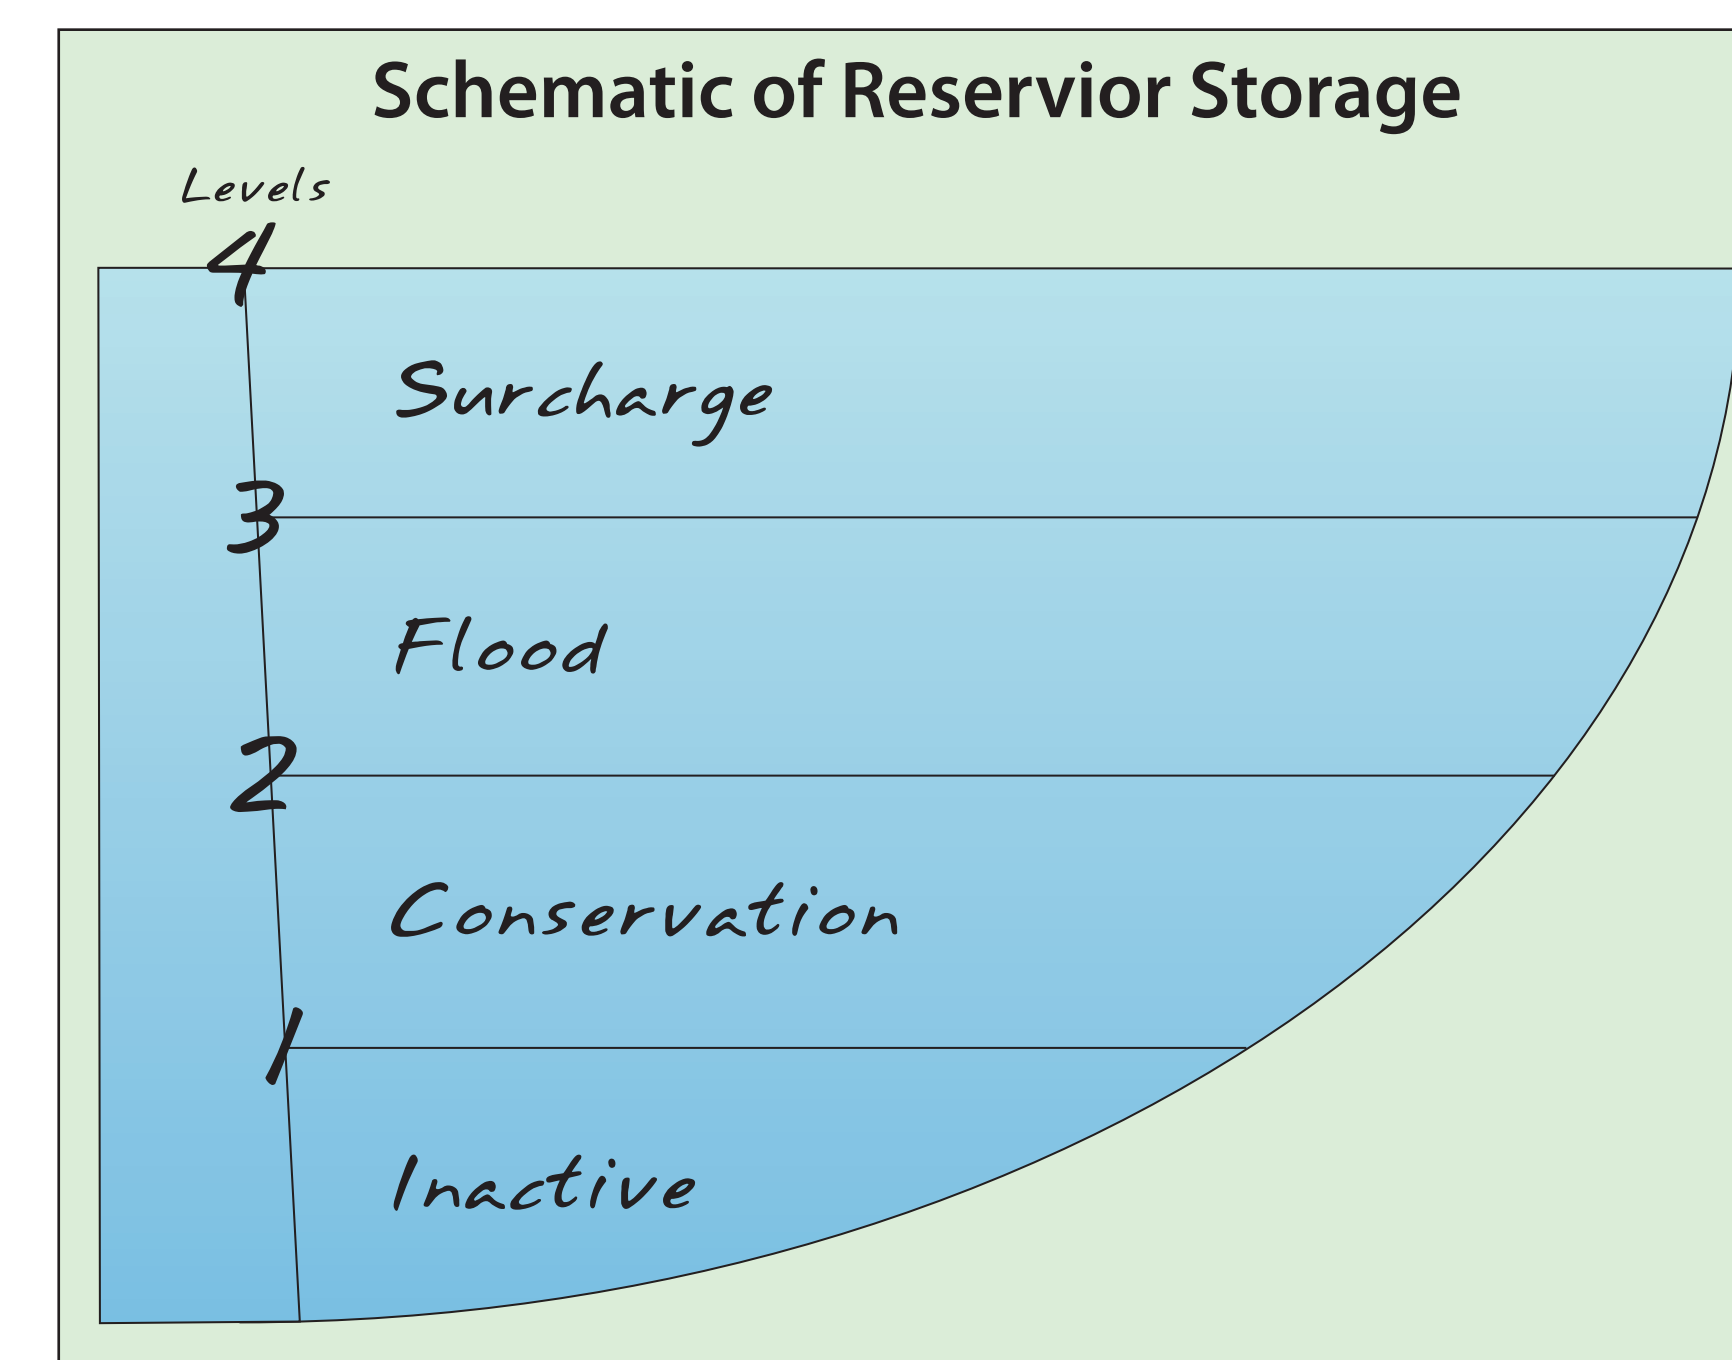 Schematic of Reservior Storage
Levels
4
Surcharge
3
Flood
2
Conservation
1
Inactive